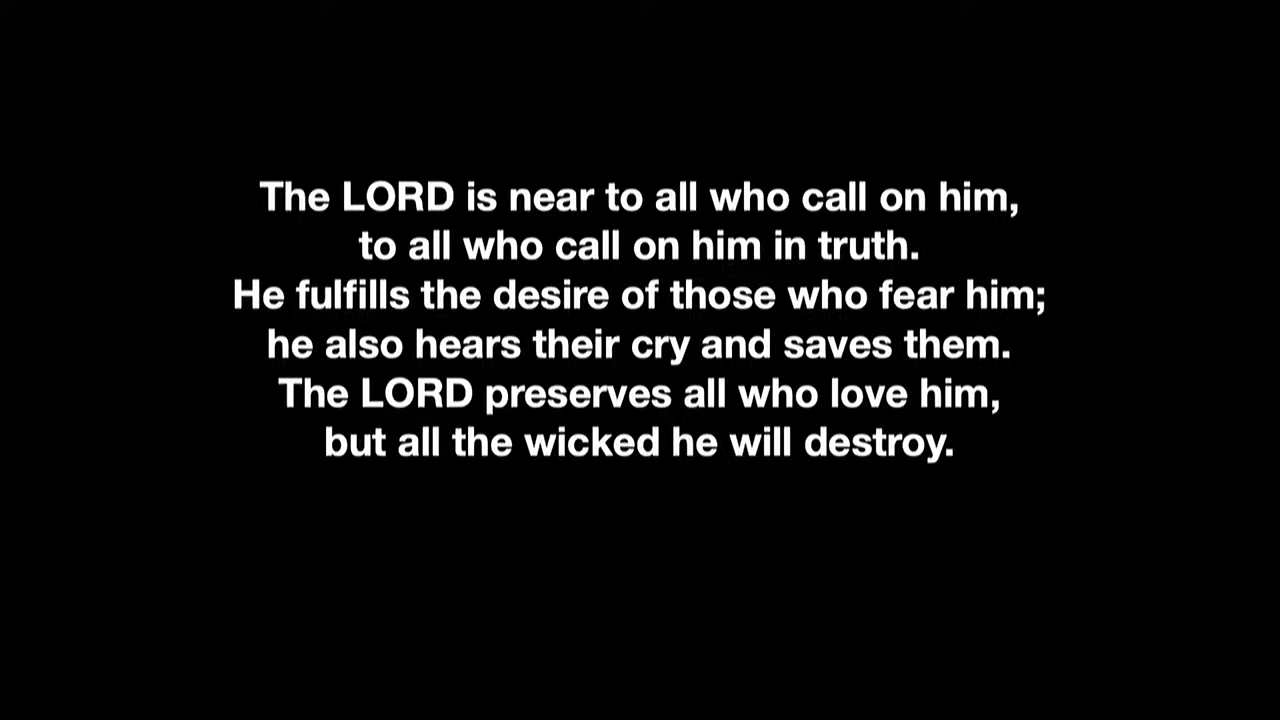 The LORD is near to all who call on him,
to all who call on him in truth.
He fulfills the desire of those who fear him;
he also hears their cry and saves them.
The LORD preserves all who love him,
but all the wicked he will destroy.